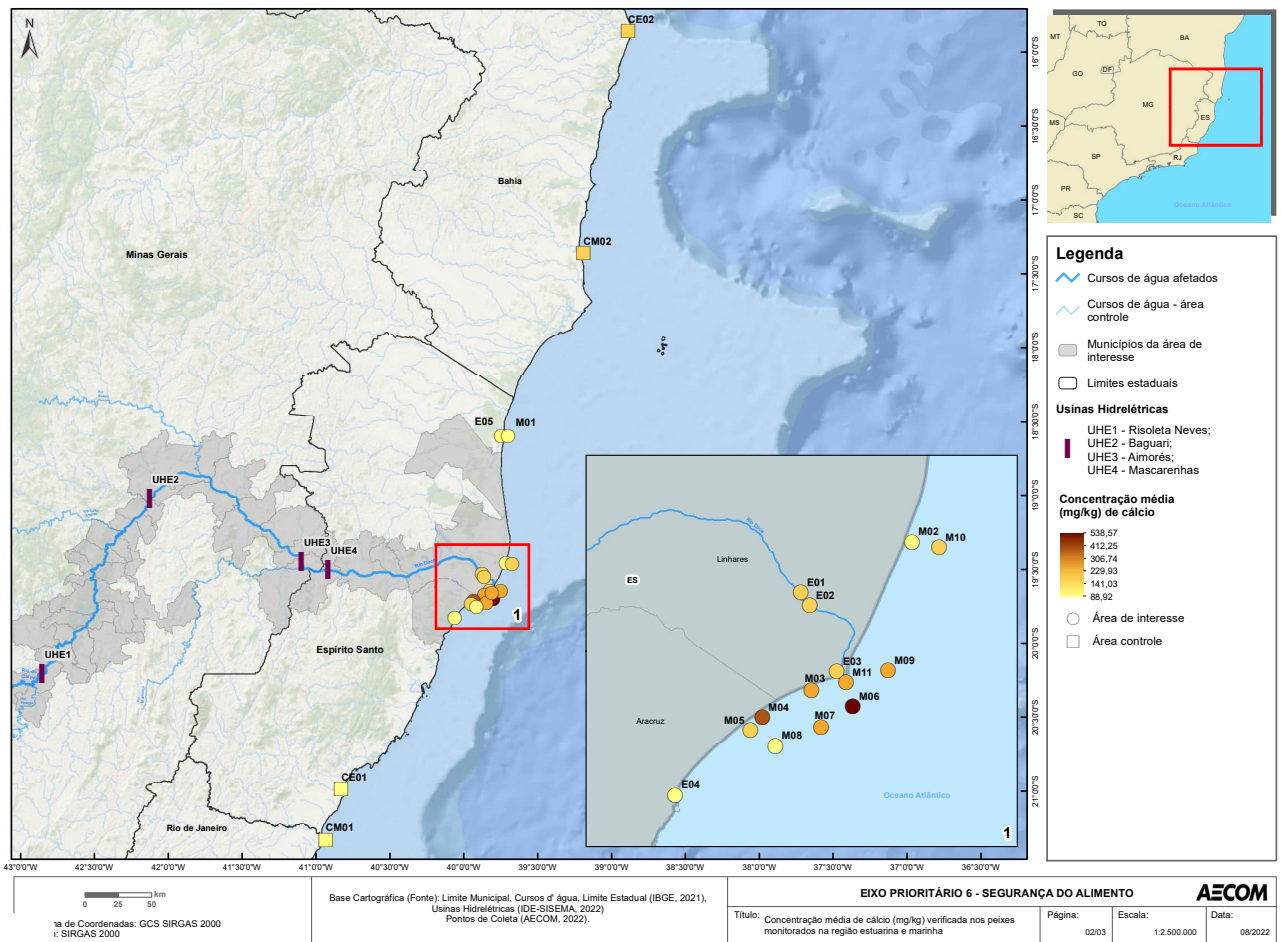 N
CE02
CM02
Bahia
Minas Gerais
E05
M01
UHE2
UHE3
UHE4
UHE1
Rio Doce
1
Espírito Santo
CE01
Rio de Janeiro
CM01
16°0'0"S
16°30'0"S
17°0'0"S
17°30'0"S
18°0'0"S
18°30'0"S
19°0'0"S
19°30'0"S
20°0'0"S
20°30'0"S
21°0'0"S
43°0'0"W
42°30'0"W
42°0'0"W
41°30'0"W
41°0'0"W
40°30'0"W
40°0'0"W
39°30'0"W
39°0'0"W
38°30'0"W
38°0'0"W
37°30'0"W
37°0'0"W
36°30'0"W
Rio Doce
Linhares
ES
M02
M10
E01
E02
E03
M09
M11
M03
M06
M04
M07
M05
M08
Aracruz
E04
Oceano Atlântico
1
TO
MT
BA
GO
DF
MG
ES
MS
SP
RJ
PR
SC
Oceano Atlântico
Legenda
Cursos de água afetados
Cursos de água - área
controle
Municípios da área de
interesse
Limites estaduais
Usinas Hidrelétricas
UHE1 - Risoleta Neves;
UHE2 - Baguari;
UHE3 - Aimorés;
UHE4 - Mascarenhas
Concentração média
(mg/kg) de cálcio
538,57
412,25
306,74
229,93
141,03
88,92
Área de interesse
Área controle
km
0 25 50
na de Coordenadas: GCS SIRGAS 2000
: SIRGAS 2000
Base Cartográfica (Fonte): Limite Municipal, Cursos d' água, Limite Estadual (IBGE, 2021),
Usinas Hidrelétricas (IDE-SISEMA, 2022)
Pontos de Coleta (AECOM, 2022).
EIXO PRIORITÁRIO 6 - SEGURANÇA DO ALIMENTO
AECOM
Título: Concentração média de cálcio (mg/kg) verificada nos peixes
monitorados na região estuarina e marinha
Página:
02/03
Escala:
1:2.500.000
Data:
08/2022